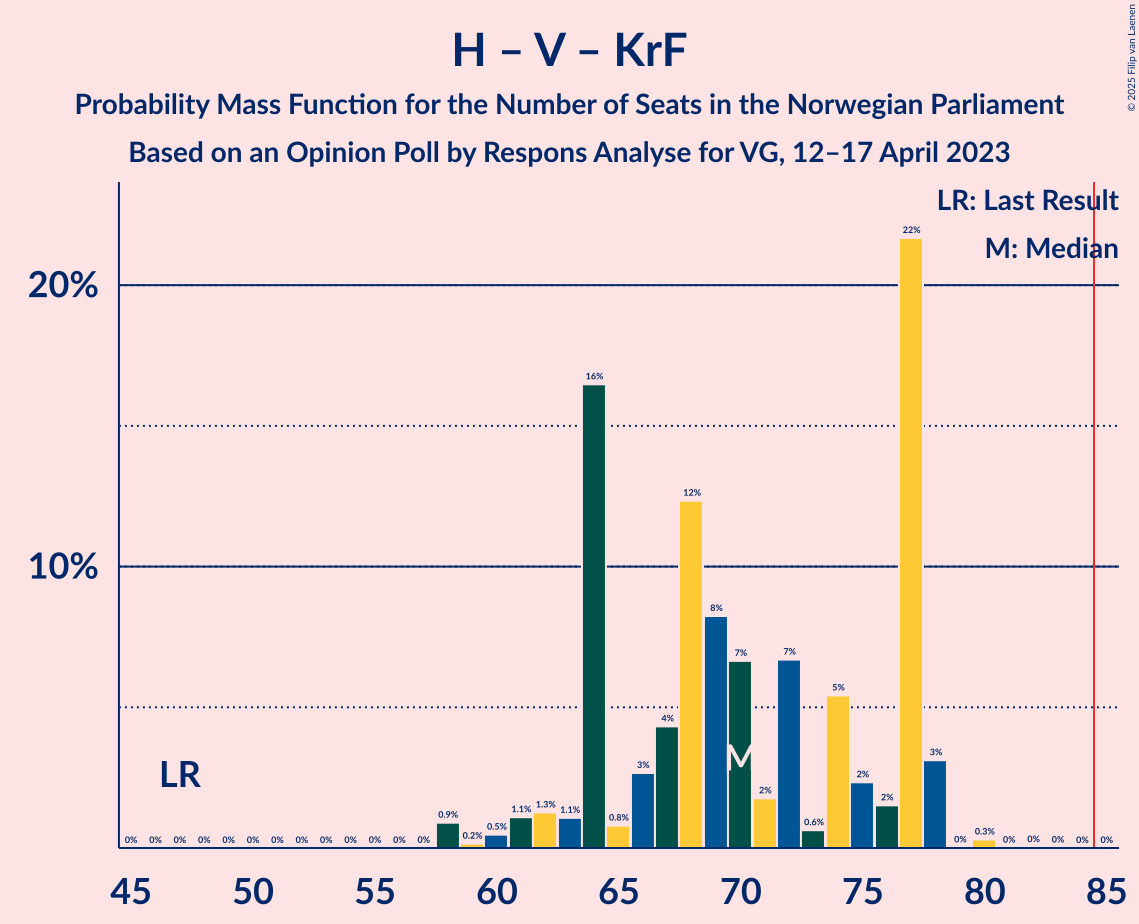 H – V – KrF
Probability Mass Function for the Number of Seats in the Norwegian Parliament
Based on an Opinion Poll by Respons Analyse for VG, 12–17 April 2023
© 2025 Filip van Laenen
LR: Last Result
M: Median
20%
10%
LR
M
0% 0% 0% 0% 0% 0% 0% 0% 0% 0% 0% 0% 0% 0.9% 0.2% 0.5% 1.1% 1.3% 1.1% 16% 0.8% 3% 4% 12% 8% 7% 2% 7% 0.6% 5% 2% 2% 22% 3% 0% 0.3% 0% 0% 0% 0% 0%
45 50 55 60 65 70 75 80 85